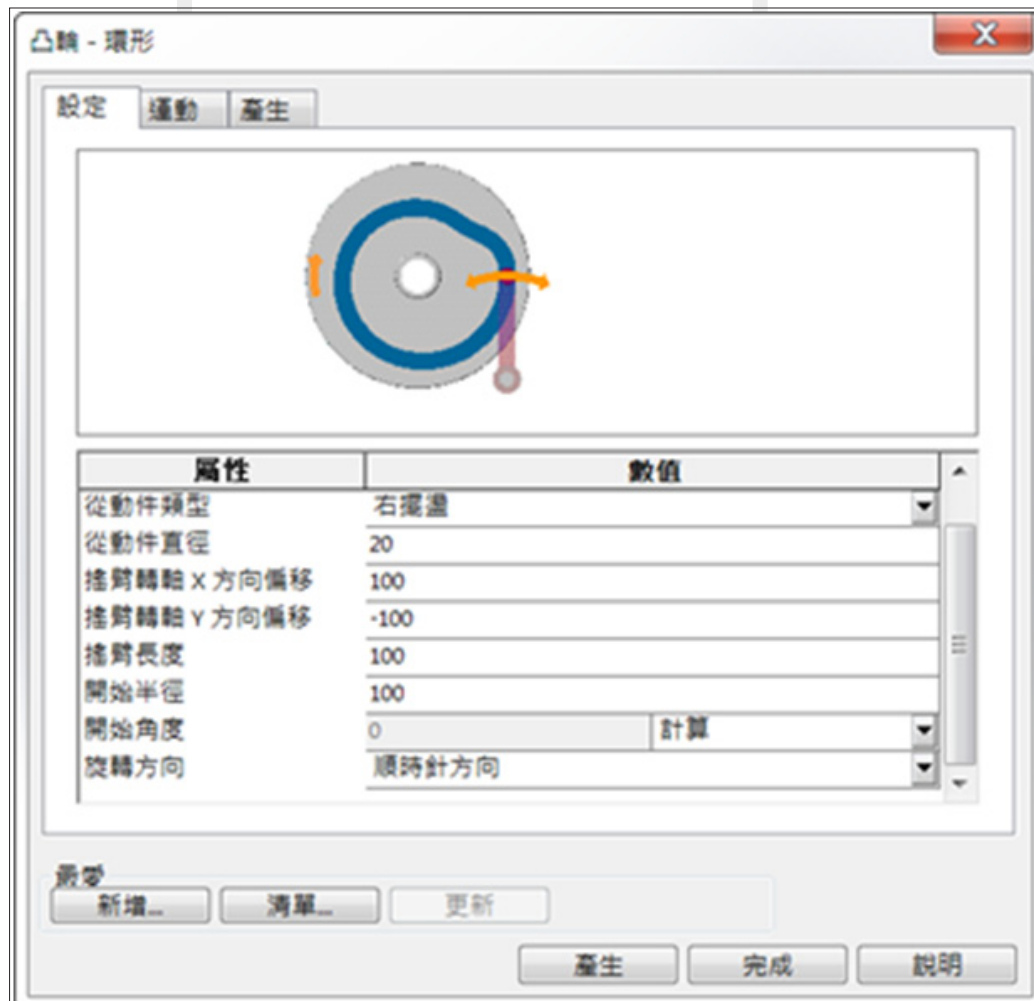 凸輪 - 環形
設定 運動 產生
屬性 數值
從動件類型 右擺盪
從動件直徑 20
搖臂轉軸 X 方向偏移 100
搖臂轉軸 Y 方向偏移 -100
搖臂長度 100
開始半徑 100
開始角度 0 計算
旋轉方向 順時針方向
最愛
新增... 清單... 更新
產生 完成 說明